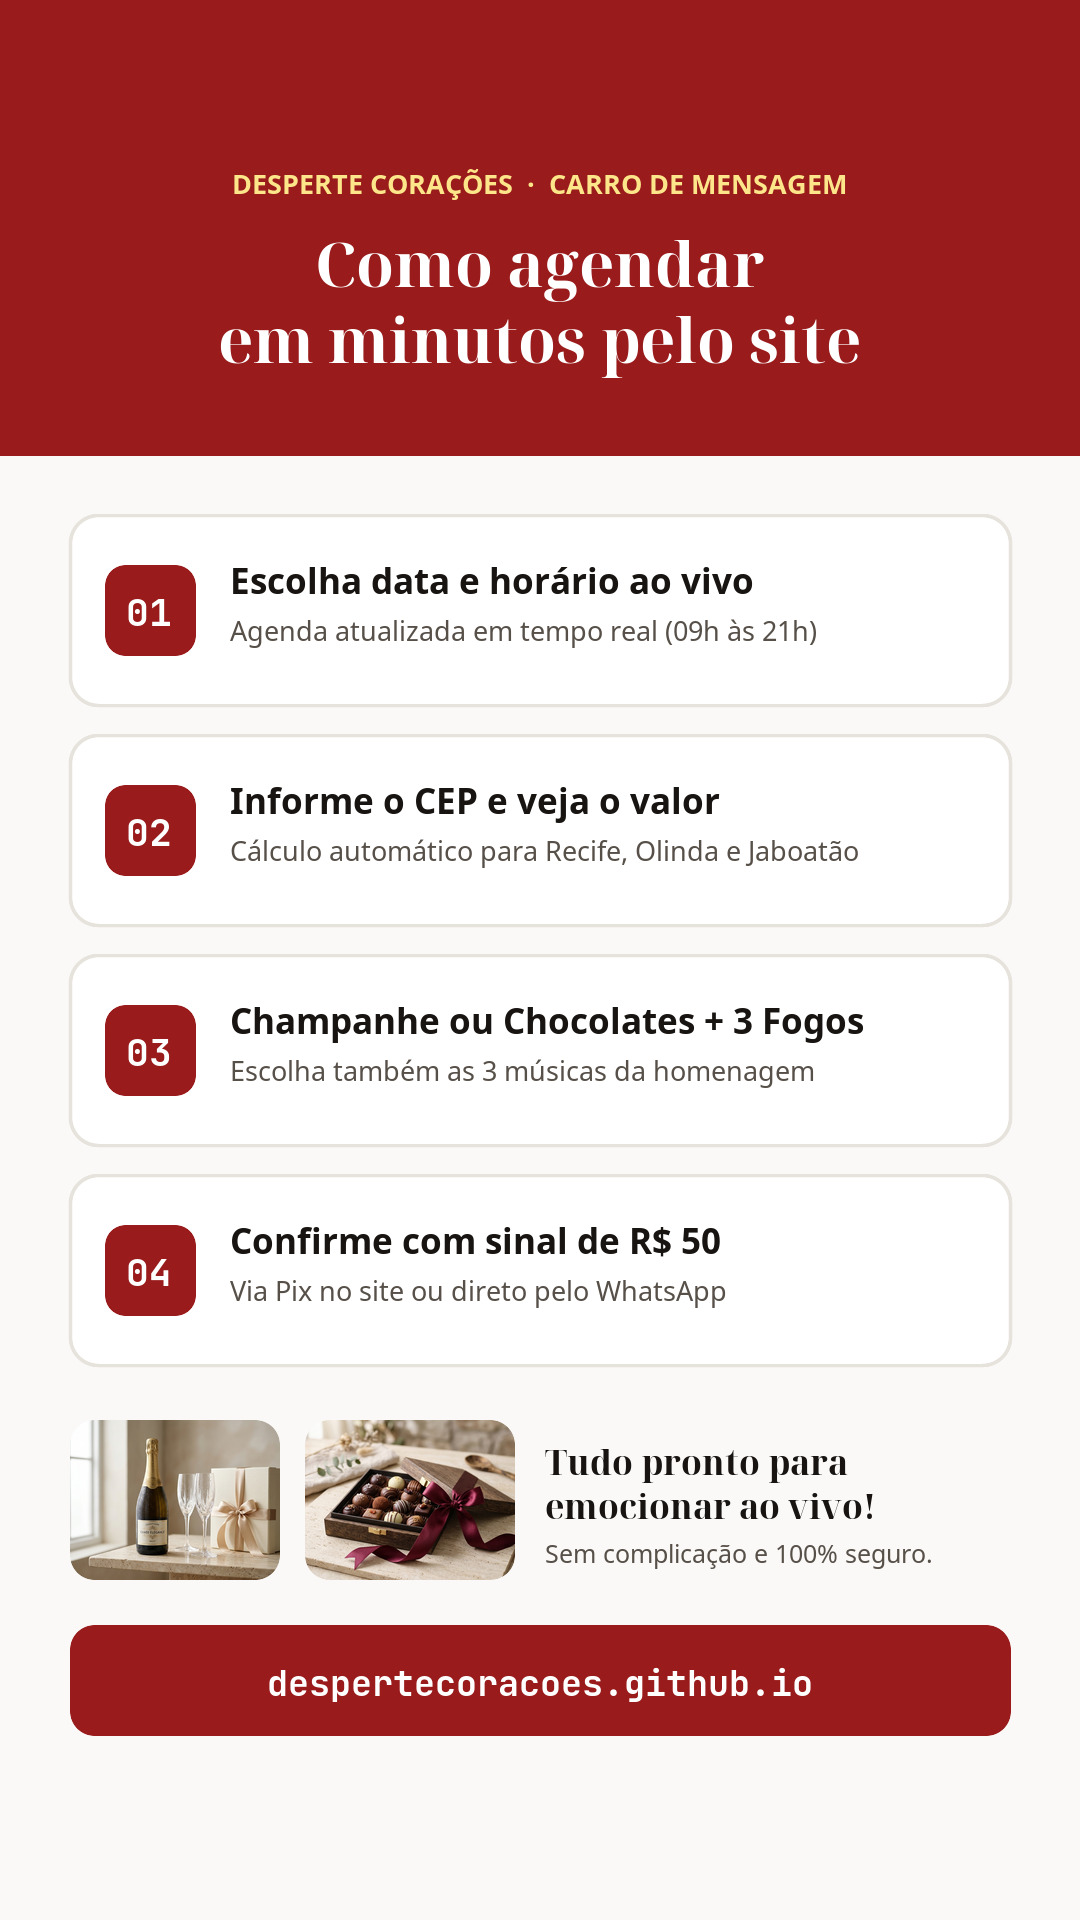 DESPERTE CORAÇÕES · CARRO DE MENSAGEM
Como agendar
em minutos pelo site
01
Escolha data e horário ao vivo
Agenda atualizada em tempo real (09h às 21h)
02
Informe o CEP e veja o valor
Cálculo automático para Recife, Olinda e Jaboatão
03
Champanhe ou Chocolates + 3 Fogos
Escolha também as 3 músicas da homenagem
04
Confirme com sinal de R$ 50
Via Pix no site ou direto pelo WhatsApp
Tudo pronto para
emocionar ao vivo!
Sem complicação e 100% seguro.
despertecoracoes.github.io